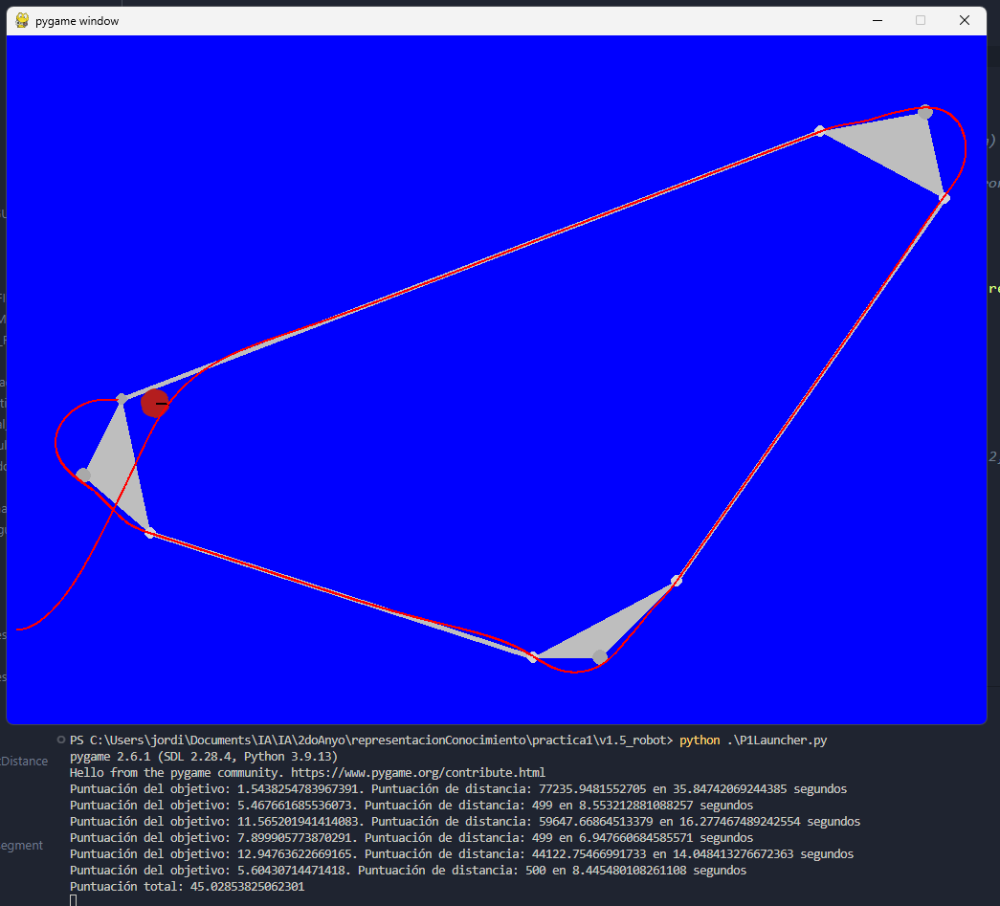 pygame window
PS C:\Users\jordi\Documents\IA\IA\2doAnyo\representacionConocimiento\practica1\v1.5_robot> python .\P1Launcher.py
pygame 2.6.1 (SDL 2.28.4, Python 3.9.13)
Distance
Hello from the pygame community. https://www.pygame.org/contribute.html
Puntuación del objetivo: 1.5438254783967391. Puntuación de distancia: 77235.9481552705 en 35.84742069244385 segundos
Puntuación del objetivo: 5.467661685536073. Puntuación de distancia: 499 en 8.553212881088257 segundos
Puntuación del objetivo: 11.565201941414083. Puntuación de distancia: 59647.66864513379 en 16.277467489242554 segundos
Puntuación del objetivo: 7.899905773870291. Puntuación de distancia: 499 en 6.947660684585571 segundos
egment
Puntuación del objetivo: 12.94763622669165. Puntuación de distancia: 44122.75466991733 en 14.048413276672363 segundos
Puntuación del objetivo: 5.60430714471418. Puntuación de distancia: 500 en 8.445480108261108 segundos
Puntuación total: 45.02853825062301